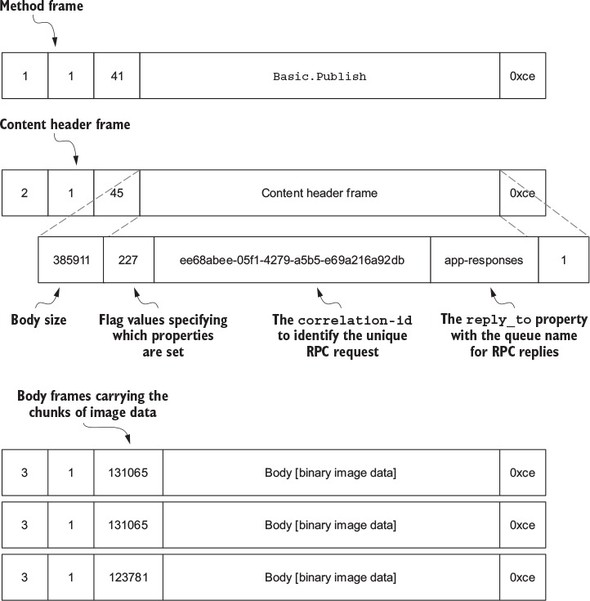 Method frame
1 1 41 Basic.Publish 0xce
Content header frame
2 1 45 Content header frame 0xce
385911 227 ee68abee-05f1-4279-a5b5-e69a216a92db app-responses 1
Body size
Flag values specifying
which properties
are set
The correlation-id
to identify the unique
RPC request
The reply_to property
with the queue name
for RPC replies
Body frames carrying the
chunks of image data
3 1 131065 Body [binary image data] 0xce
3 1 131065 Body [binary image data] 0xce
3 1 123781 Body [binary image data] 0xce